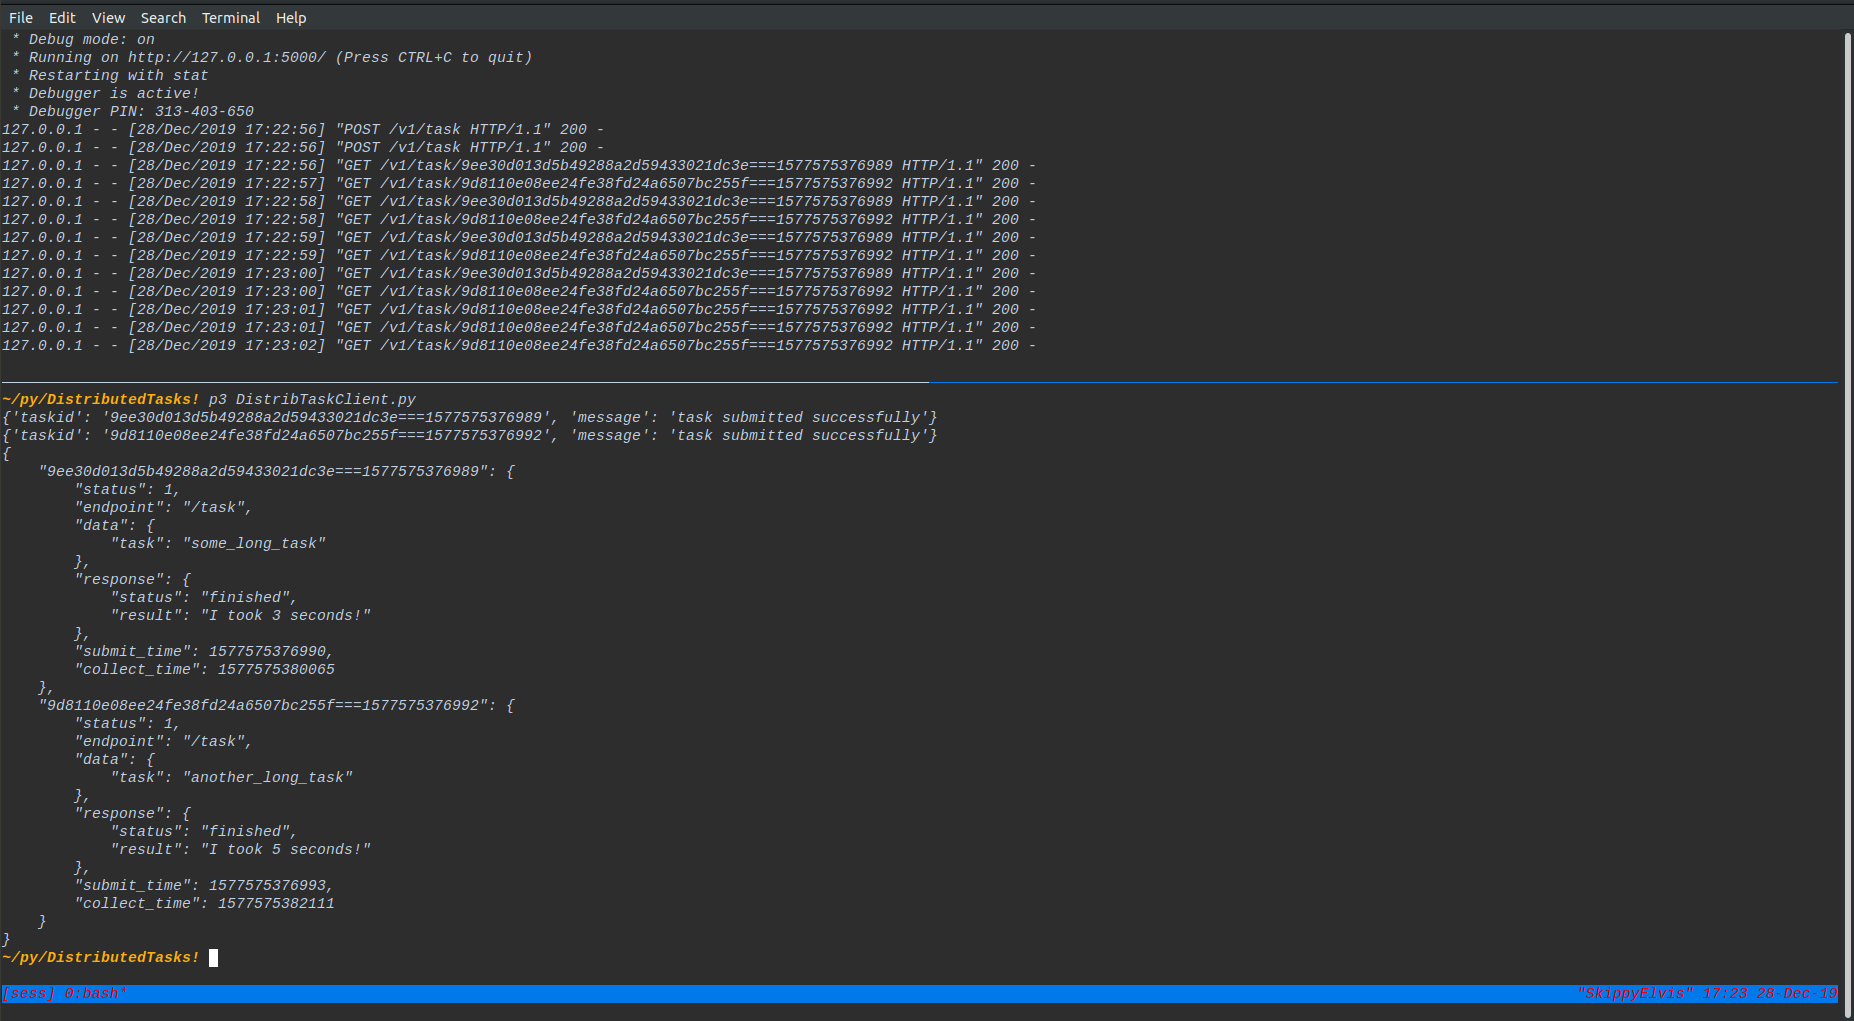 File Edit View Search Terminal Help
 * Debug mode: on
 * Running on http://127.0.0.1:5000/ (Press CTRL+C to quit)
 * Restarting with stat
 * Debugger is active!
 * Debugger PIN: 313-403-650
127.0.0.1 - - [28/Dec/2019 17:22:56] "POST /v1/task HTTP/1.1" 200 -
127.0.0.1 - - [28/Dec/2019 17:22:56] "POST /v1/task HTTP/1.1" 200 -
127.0.0.1 - - [28/Dec/2019 17:22:56] "GET /v1/task/9ee30d013d5b49288a2d59433021dc3e===1577575376989 HTTP/1.1" 200 -
127.0.0.1 - - [28/Dec/2019 17:22:57] "GET /v1/task/9d8110e08ee24fe38fd24a6507bc255f===1577575376992 HTTP/1.1" 200 -
127.0.0.1 - - [28/Dec/2019 17:22:58] "GET /v1/task/9ee30d013d5b49288a2d59433021dc3e===1577575376989 HTTP/1.1" 200 -
127.0.0.1 - - [28/Dec/2019 17:22:58] "GET /v1/task/9d8110e08ee24fe38fd24a6507bc255f===1577575376992 HTTP/1.1" 200 -
127.0.0.1 - - [28/Dec/2019 17:22:59] "GET /v1/task/9ee30d013d5b49288a2d59433021dc3e===1577575376989 HTTP/1.1" 200 -
127.0.0.1 - - [28/Dec/2019 17:22:59] "GET /v1/task/9d8110e08ee24fe38fd24a6507bc255f===1577575376992 HTTP/1.1" 200 -
127.0.0.1 - - [28/Dec/2019 17:23:00] "GET /v1/task/9ee30d013d5b49288a2d59433021dc3e===1577575376989 HTTP/1.1" 200 -
127.0.0.1 - - [28/Dec/2019 17:23:00] "GET /v1/task/9d8110e08ee24fe38fd24a6507bc255f===1577575376992 HTTP/1.1" 200 -
127.0.0.1 - - [28/Dec/2019 17:23:01] "GET /v1/task/9d8110e08ee24fe38fd24a6507bc255f===1577575376992 HTTP/1.1" 200 -
127.0.0.1 - - [28/Dec/2019 17:23:01] "GET /v1/task/9d8110e08ee24fe38fd24a6507bc255f===1577575376992 HTTP/1.1" 200 -
127.0.0.1 - - [28/Dec/2019 17:23:02] "GET /v1/task/9d8110e08ee24fe38fd24a6507bc255f===1577575376992 HTTP/1.1" 200 -
~/py/DistributedTasks! p3 DistribTaskClient.py
{'taskid': '9ee30d013d5b49288a2d59433021dc3e===1577575376989', 'message': 'task submitted successfully'}
{'taskid': '9d8110e08ee24fe38fd24a6507bc255f===1577575376992', 'message': 'task submitted successfully'}
{
    "9ee30d013d5b49288a2d59433021dc3e===1577575376989": {
        "status": 1,
        "endpoint": "/task",
        "data": {
            "task": "some_long_task"
        },
        "response": {
            "status": "finished",
            "result": "I took 3 seconds!"
        },
        "submit_time": 1577575376990,
        "collect_time": 1577575380065
    },
    "9d8110e08ee24fe38fd24a6507bc255f===1577575376992": {
        "status": 1,
        "endpoint": "/task",
        "data": {
            "task": "another_long_task"
        },
        "response": {
            "status": "finished",
            "result": "I took 5 seconds!"
        },
        "submit_time": 1577575376993,
        "collect_time": 1577575382111
    }
}
~/py/DistributedTasks!
[sess] 0:bash* "SkippyElvis" 17:23 28-Dec-19